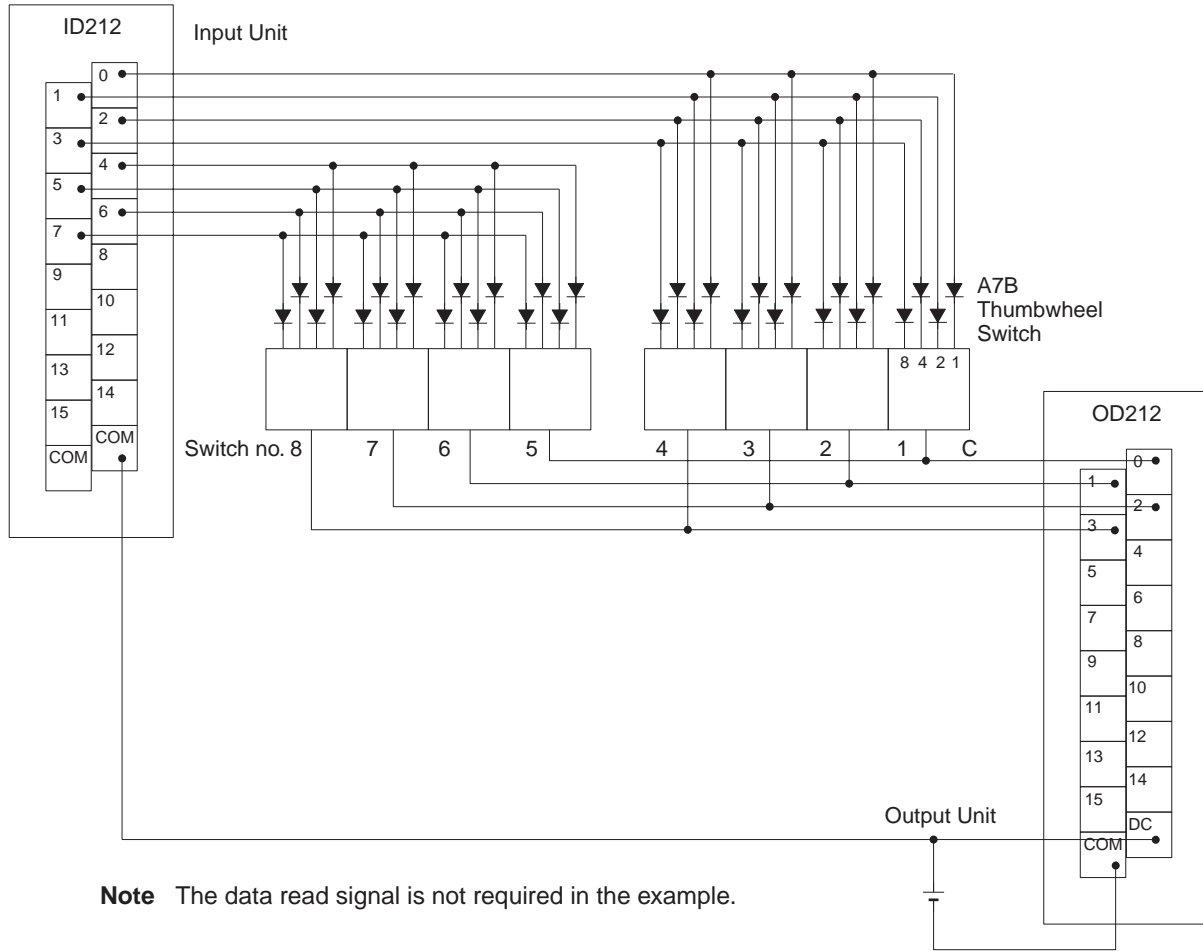 ID212
Input Unit
0
1
2
3
4
5
6
7
8
9
10
11
12
13
14
15
COM
COM
A7B
Thumbwheel
Switch
8 4 2 1
Switch no. 8 7 6 5 4 3 2 1 C
OD212
0
1
2
3
4
5
6
7
8
9
10
11
12
13
14
15
DC
COM
Output Unit
Note The data read signal is not required in the example.